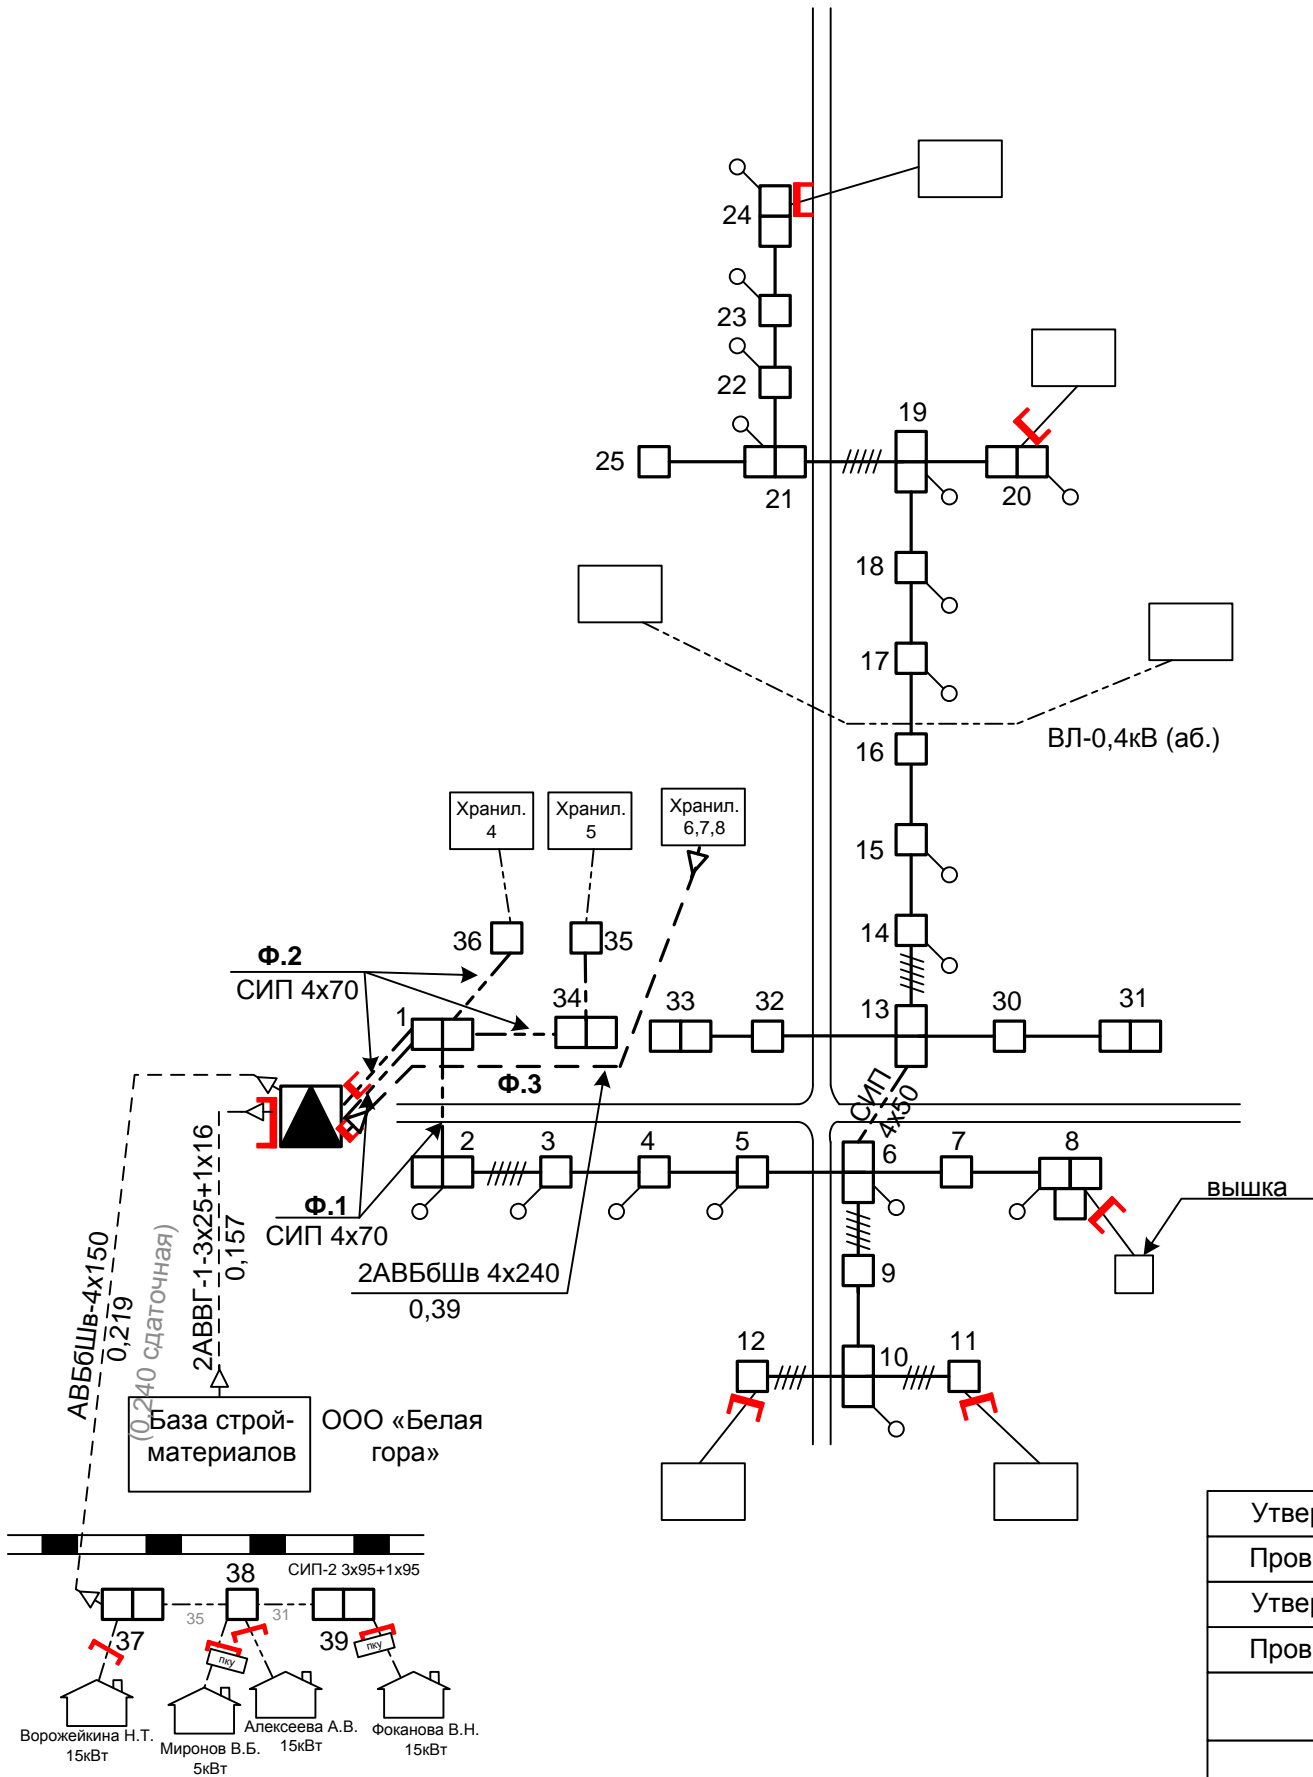 24
23
22
19
25
21
20
18
17
16
ВЛ-0,4кВ (аб.)
Хранил.
4
Хранил.
5
Хранил.
6,7,8
15
14
36
35
Ф.2
СИП 4х70
34
33
32
13
30
31
1
Ф.3
СИП
4х50
2
3
4
5
6
7
8
вышка
Ф.1
СИП 4х70
2АВБбШв 4х240
0,39
9
12
10
11
АВБбШв-4х150
0,219
(0,240 сдаточная)
2АВВГ-1-3х25+1х16
0,157
База строй-
материалов
ООО «Белая
гора»
СИП-2 3х95+1х95
38
35
31
37
39
пку
пку
Ворожейкина Н.Т.
15кВт
Миронов В.Б.
5кВт
Алексеева А.В.
15кВт
Фоканова В.Н.
15кВт
Утвер
Пров
Утвер
Пров